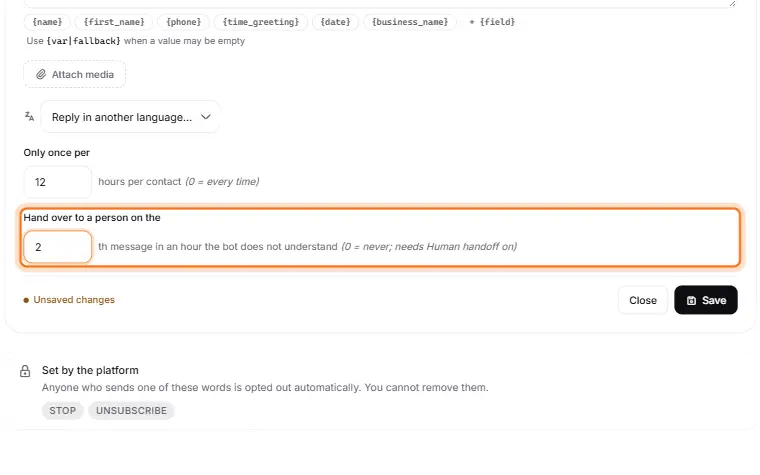 {name} {first_name} {phone} {time_greeting} {date} {business_name} + {field}
Use {var|fallback} when a value may be empty
Attach media
Reply in another language...
Only once per
12 hours per contact (0 = every time)
Hand over to a person on the
2 th message in an hour the bot does not understand (0 = never; needs Human handoff on)
Unsaved changes Close Save
Set by the platform
Anyone who sends one of these words is opted out automatically. You cannot remove them.
STOP UNSUBSCRIBE